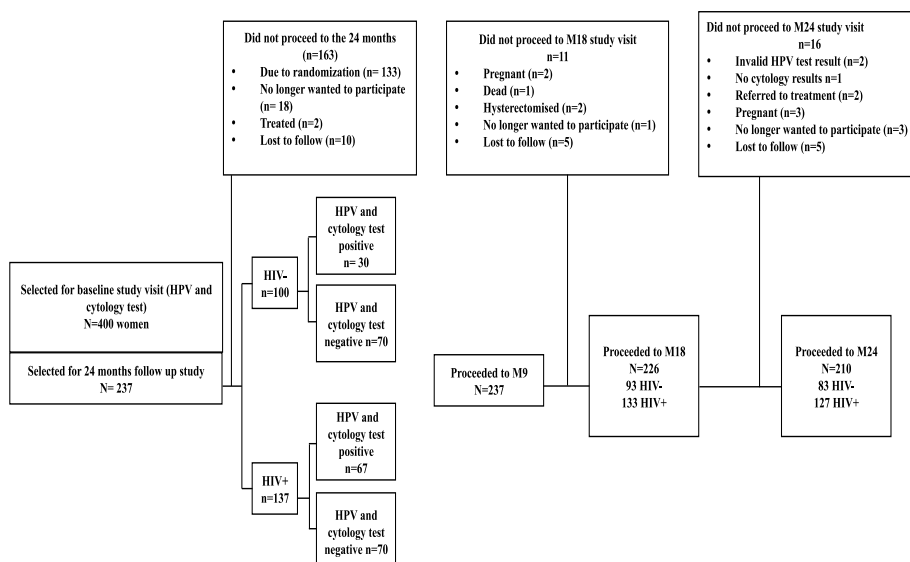 Did not proceed to the 24 months
(n=163)
• Due to randomization (n= 133)
• No longer wanted to participate
(n= 18)
• Treated (n=2)
• Lost to follow (n=10)
Did not proceed to M18 study visit
n=11
• Pregnant (n=2)
• Dead (n=1)
• Hysterectomised (n=2)
• No longer wanted to participate (n=1)
• Lost to follow (n=5)
Did not proceed to M24 study visit
n=16
• Invalid HPV test result (n=2)
• No cytology results n=1
• Referred to treatment (n=2)
• Pregnant (n=3)
• No longer wanted to participate (n=3)
• Lost to follow (n=5)
Selected for baseline study visit (HPV and
cytology test)
N=400 women
Selected for 24 months follow up study
N= 237
HIV-
n=100
HPV and
cytology test
positive
n= 30
HPV and
cytology test
negative n=70
HIV+
n=137
HPV and
cytology test
positive
n=67
HPV and
cytology test
negative n=70
Proceeded to M9
N=237
Proceeded to M18
N=226
93 HIV-
133 HIV+
Proceeded to M24
N=210
83 HIV-
127 HIV+